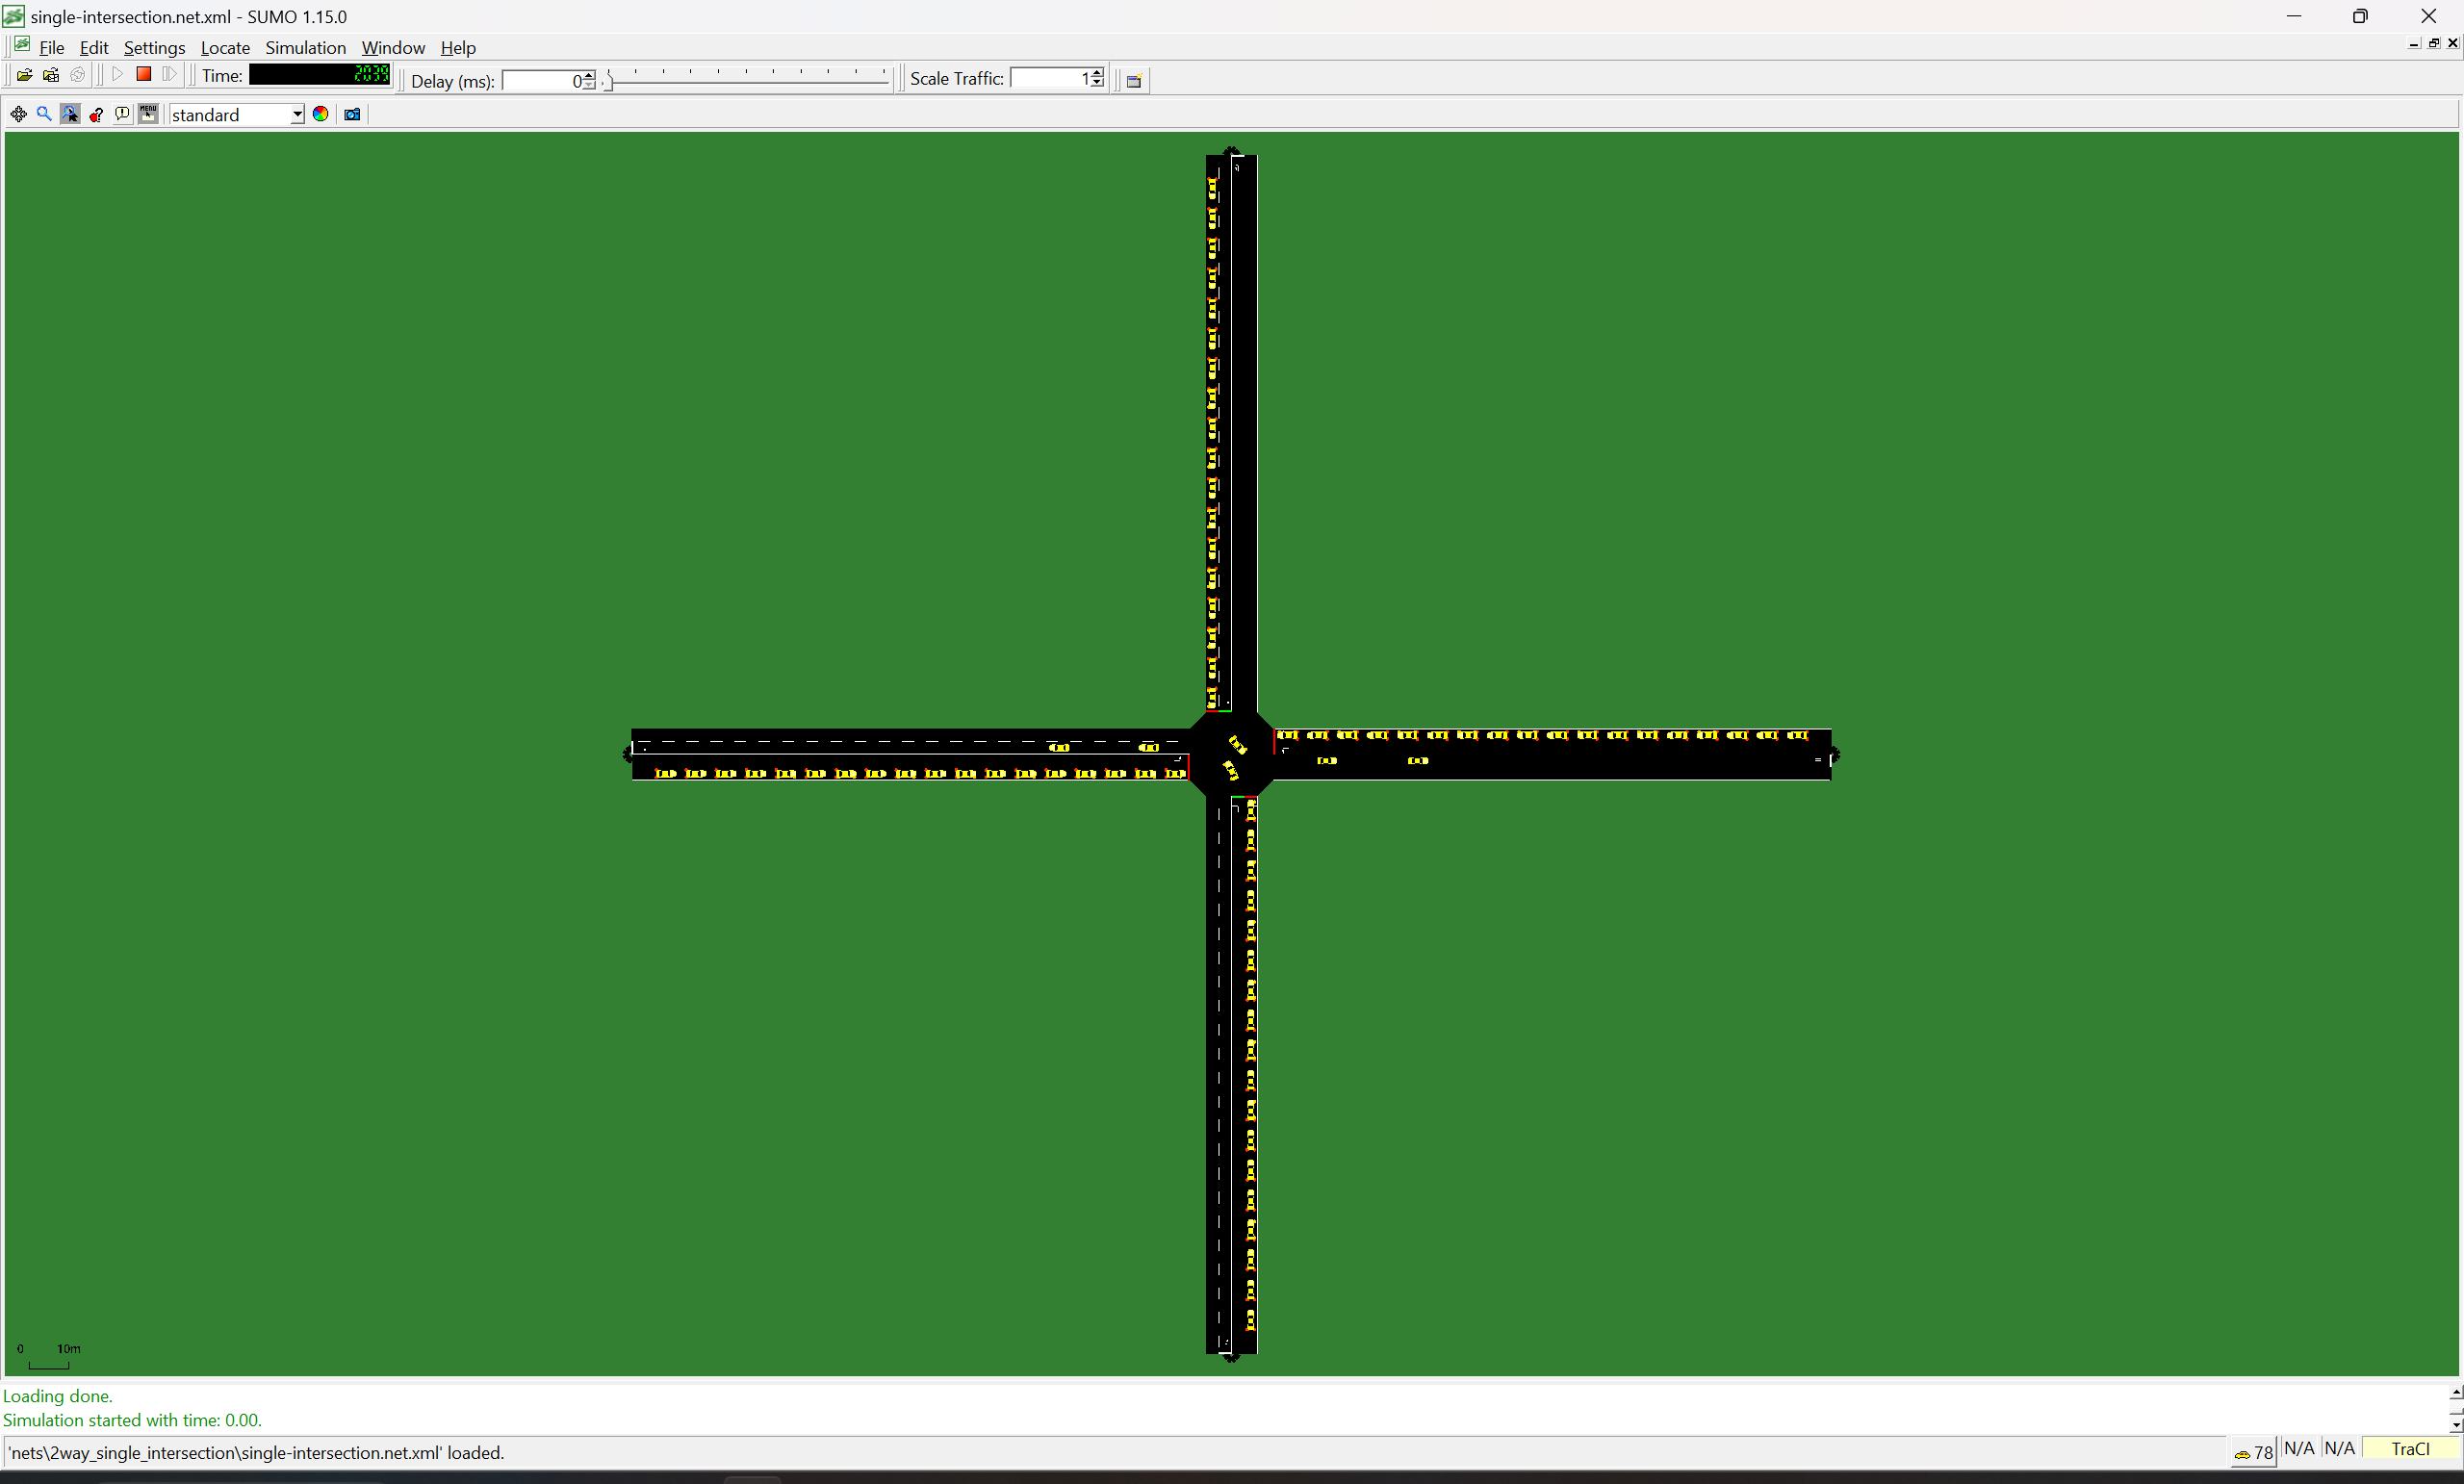 single-intersection.net.xml - SUMO 1.15.0
File Edit Settings Locate Simulation Window Help
Time: 2039 Delay (ms): 0 Scale Traffic: 1
MENU standard
0 10m
Loading done.
Simulation started with time: 0.00.
'nets\2way_single_intersection\single-intersection.net.xml' loaded. 78 N/A N/A TraCI